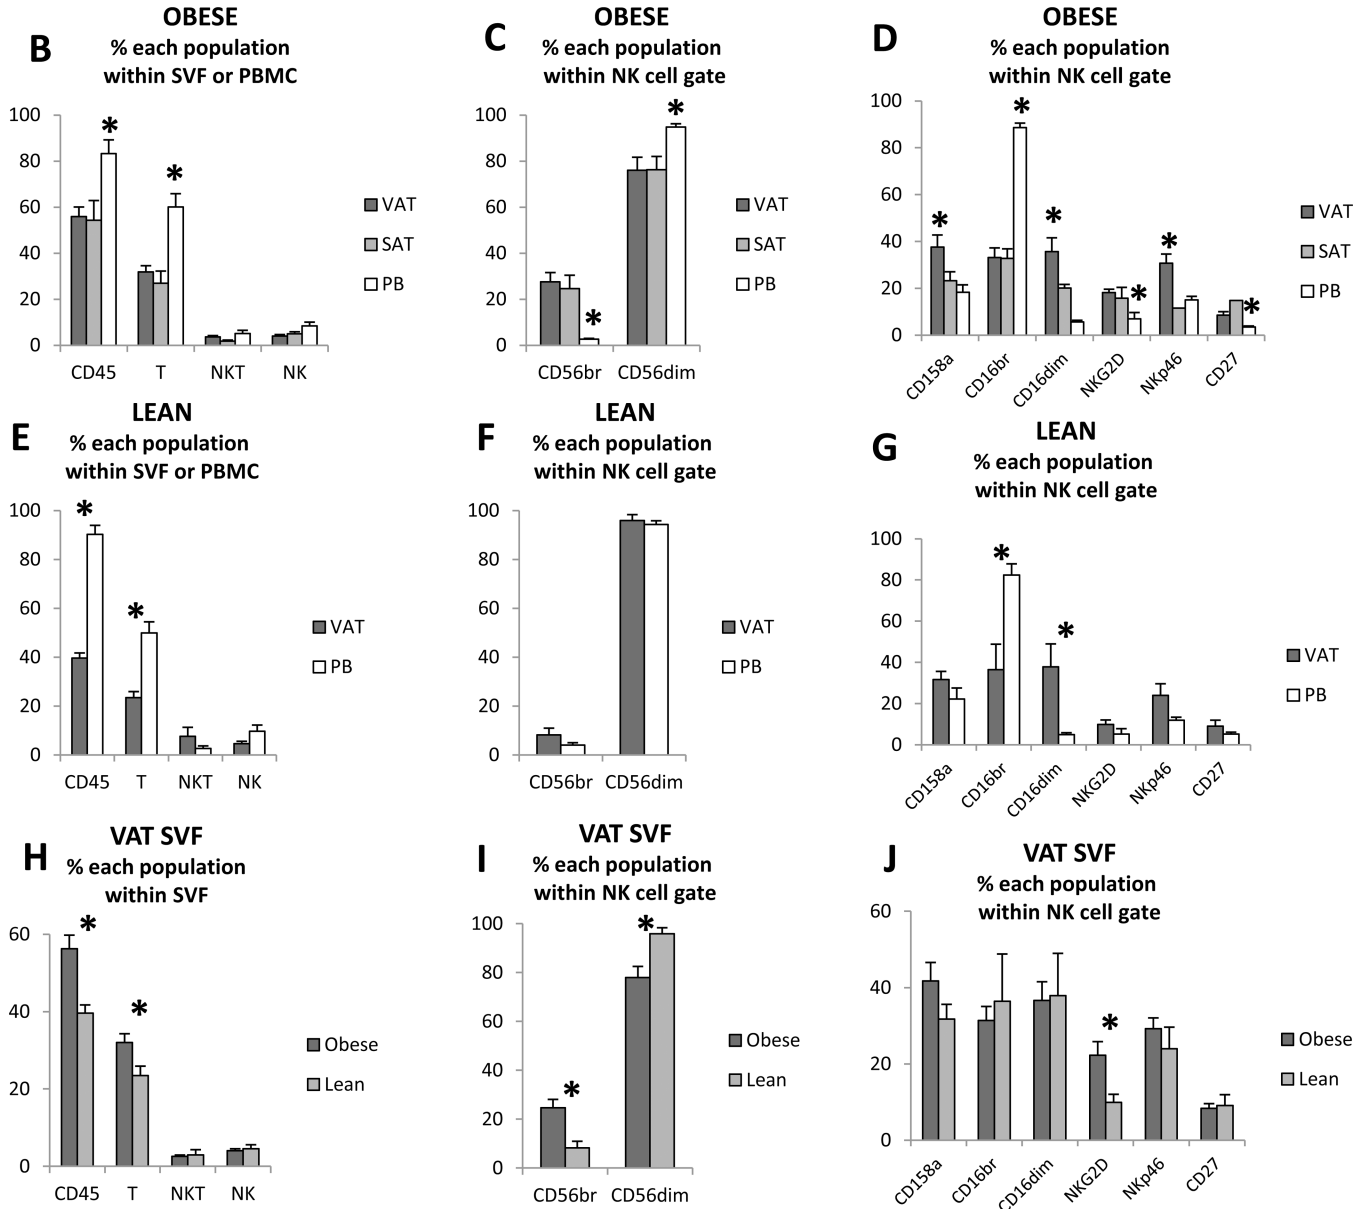 B
OBESE
% each population
within SVF or PBMC
100
80
60
40
20
0
*
*
CD45 T NKT NK
VAT
SAT
PB
C
OBESE
% each population
within NK cell gate
100
80
60
40
20
0
*
*
CD56br CD56dim
VAT
SAT
PB
D
OBESE
% each population
within NK cell gate
100
80
60
40
20
0
*
*
*
*
*
*
CD158a CD16br CD16dim NKG2D NKp46 CD27
VAT
SAT
PB
E
LEAN
% each population
within SVF or PBMC
100
80
60
40
20
0
*
*
CD45 T NKT NK
VAT
PB
F
LEAN
% each population
within NK cell gate
100
80
60
40
20
0
CD56br CD56dim
VAT
PB
G
LEAN
% each population
within NK cell gate
100
80
60
40
20
0
*
*
CD158a CD16br CD16dim NKG2D NKp46 CD27
VAT
PB
H
VAT SVF
% each population
within SVF
60
40
20
0
*
*
CD45 T NKT NK
Obese
Lean
I
VAT SVF
% each population
within NK cell gate
100
80
60
40
20
0
*
*
CD56br CD56dim
Obese
Lean
J
VAT SVF
% each population
within NK cell gate
60
40
20
0
*
CD158a CD16br CD16dim NKG2D NKp46 CD27
Obese
Lean